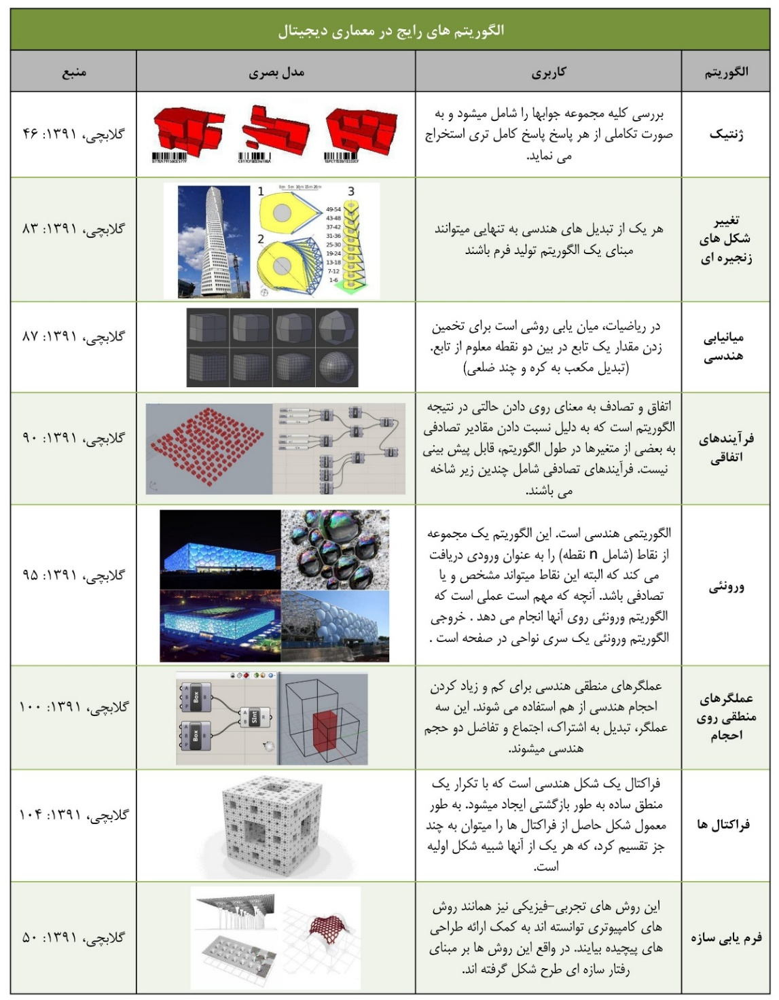 الگوریتم های رایج در معماری دیجیتال
الگوریتم
کاربری
مدل بصری
منبع
ژنتیک
بررسی کلیه مجموعه جوابها را شامل میشود و به
صورت تکاملی از هر پاسخ پاسخ کامل تری استخراج
می نماید.
گلابچی، ۱۳۹۱: ۴۶
تغییر
شکل های
زنجیره ای
هر یک از تبدیل های هندسی به تنهایی میتوانند
مبنای یک الگوریتم تولید فرم باشند
0m 5m 10m 15m 20m
1
2
3
49-54
43-48
37-42
31-36
25-30
19-24
13-18
7-12
1-6
گلابچی، ۱۳۹۱: ۸۳
میانیابی
هندسی
در ریاضیات، میان یابی روشی است برای تخمین
زدن مقدار یک تابع در بین دو نقطه معلوم از تابع.
(تبدیل مکعب به کره و چند ضلعی)
گلابچی، ۱۳۹۱: ۸۷
فرآیندهای
اتفاقی
اتفاق و تصادف به معنای روی دادن حالتی در نتیجه
الگوریتم است که به دلیل نسبت دادن مقادیر تصادفی
به بعضی از متغیرها در طول الگوریتم، قابل پیش بینی
نیست. فرآیندهای تصادفی شامل چندین زیر شاخه
می باشند.
گلابچی، ۱۳۹۱: ۹۰
ورونئی
الگوریتمی هندسی است. این الگوریتم یک مجموعه
از نقاط (شامل n نقطه) را به عنوان ورودی دریافت
می کند که البته این نقاط میتواند مشخص و یا
تصادفی باشد. آنچه که مهم است عملی است که
الگوریتم ورونئی روی آنها انجام می دهد . خروجی
الگوریتم ورونئی یک سری نواحی در صفحه است .
گلابچی، ۱۳۹۱: ۹۵
عملگرهای
منطقی روی
احجام
عملگرهای منطقی هندسی برای کم و زیاد کردن
احجام هندسی از هم استفاده می شوند. این سه
عملگر، تبدیل به اشتراک، اجتماع و تفاضل دو حجم
هندسی میشوند.
A B P Box B
A B P Box B
A B SInt R
گلابچی، ۱۳۹۱: ۱۰۰
فراکتال ها
فراکتال یک شکل هندسی است که با تکرار یک
منطق ساده به طور بازگشتی ایجاد میشود. به طور
معمول شکل حاصل از فراکتال ها را میتوان به چند
جز تقسیم کرد، که هر یک از آنها شبیه شکل اولیه
است.
گلابچی، ۱۳۹۱: ۱۰۴
فرم یابی سازه
این روش های تجربی-فیزیکی نیز همانند روش
های کامپیوتری توانسته اند به کمک ارائه طراحی
های پیچیده بیایند. در واقع این روش ها بر مبنای
رفتار سازه ای طرح شکل گرفته اند.
گلابچی، ۱۳۹۱: ۵۰